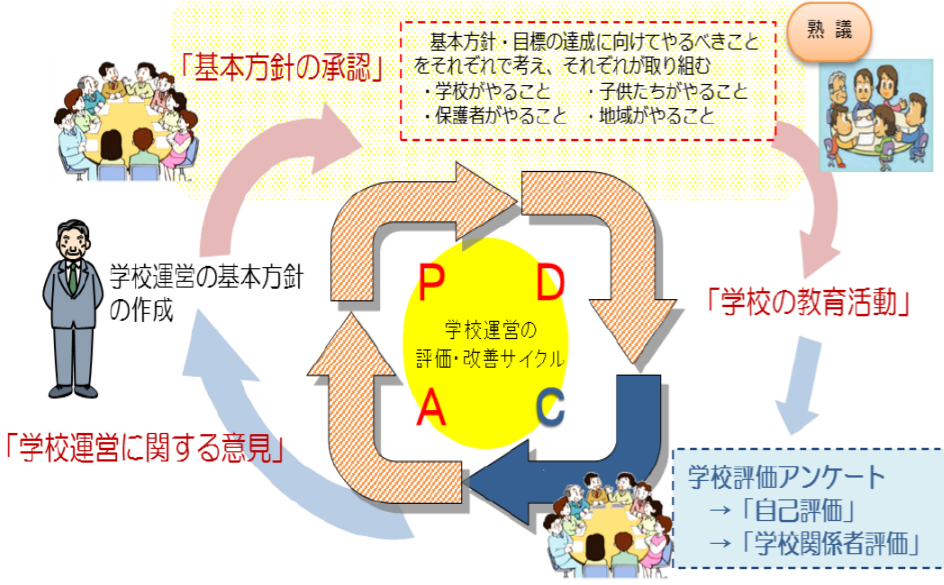 熟 議
基本方針・目標の達成に向けてやるべきこと
をそれぞれで考え、それぞれが取り組む
・学校がやること ・子供たちがやること
・保護者がやること ・地域がやること
「基本方針の承認」
学校運営の基本方針
の作成
P D
学校運営の
評価・改善サイクル
A C
「学校の教育活動」
「学校運営に関する意見」
学校評価アンケート
→「自己評価」
→「学校関係者評価」